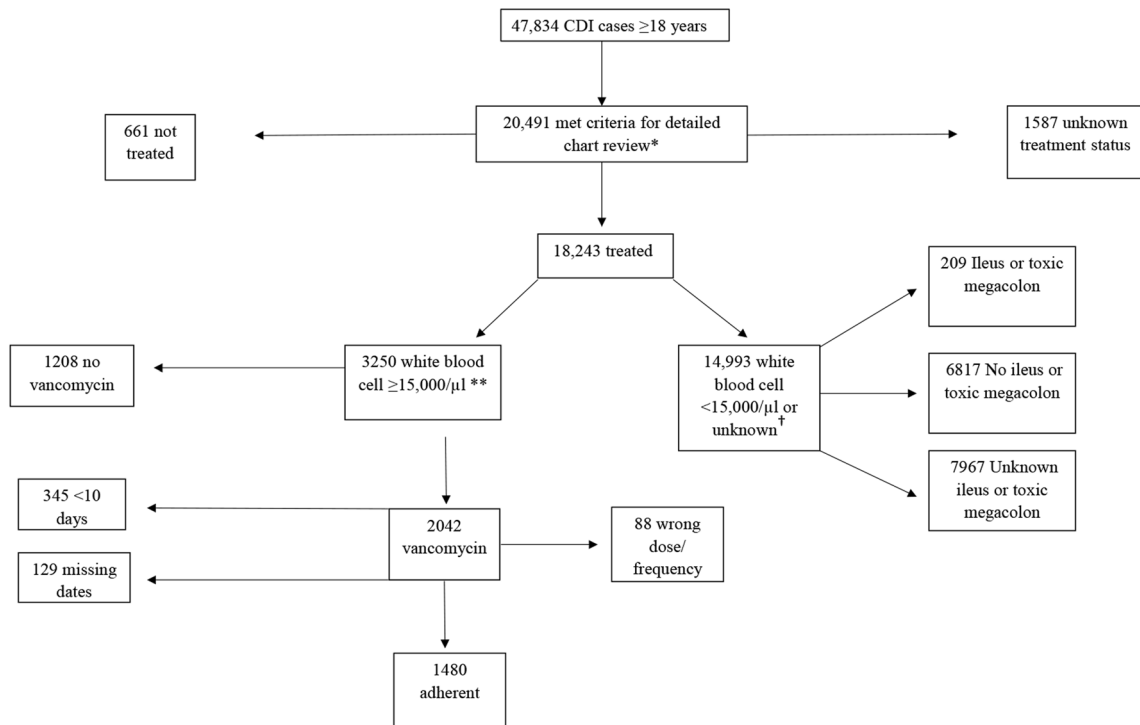 47,834 CDI cases ≥18 years
661 not
treated
20,491 met criteria for detailed
chart review*
1587 unknown
treatment status
18,243 treated
209 Ileus or toxic
megacolon
1208 no
vancomycin
3250 white blood
cell ≥15,000/µl **
14,993 white
blood cell
<15,000/µl or
unknown†
6817 No ileus or
toxic megacolon
7967 Unknown
ileus or toxic
megacolon
345 <10
days
2042
vancomycin
88 wrong
dose/
frequency
129 missing
dates
1480
adherent